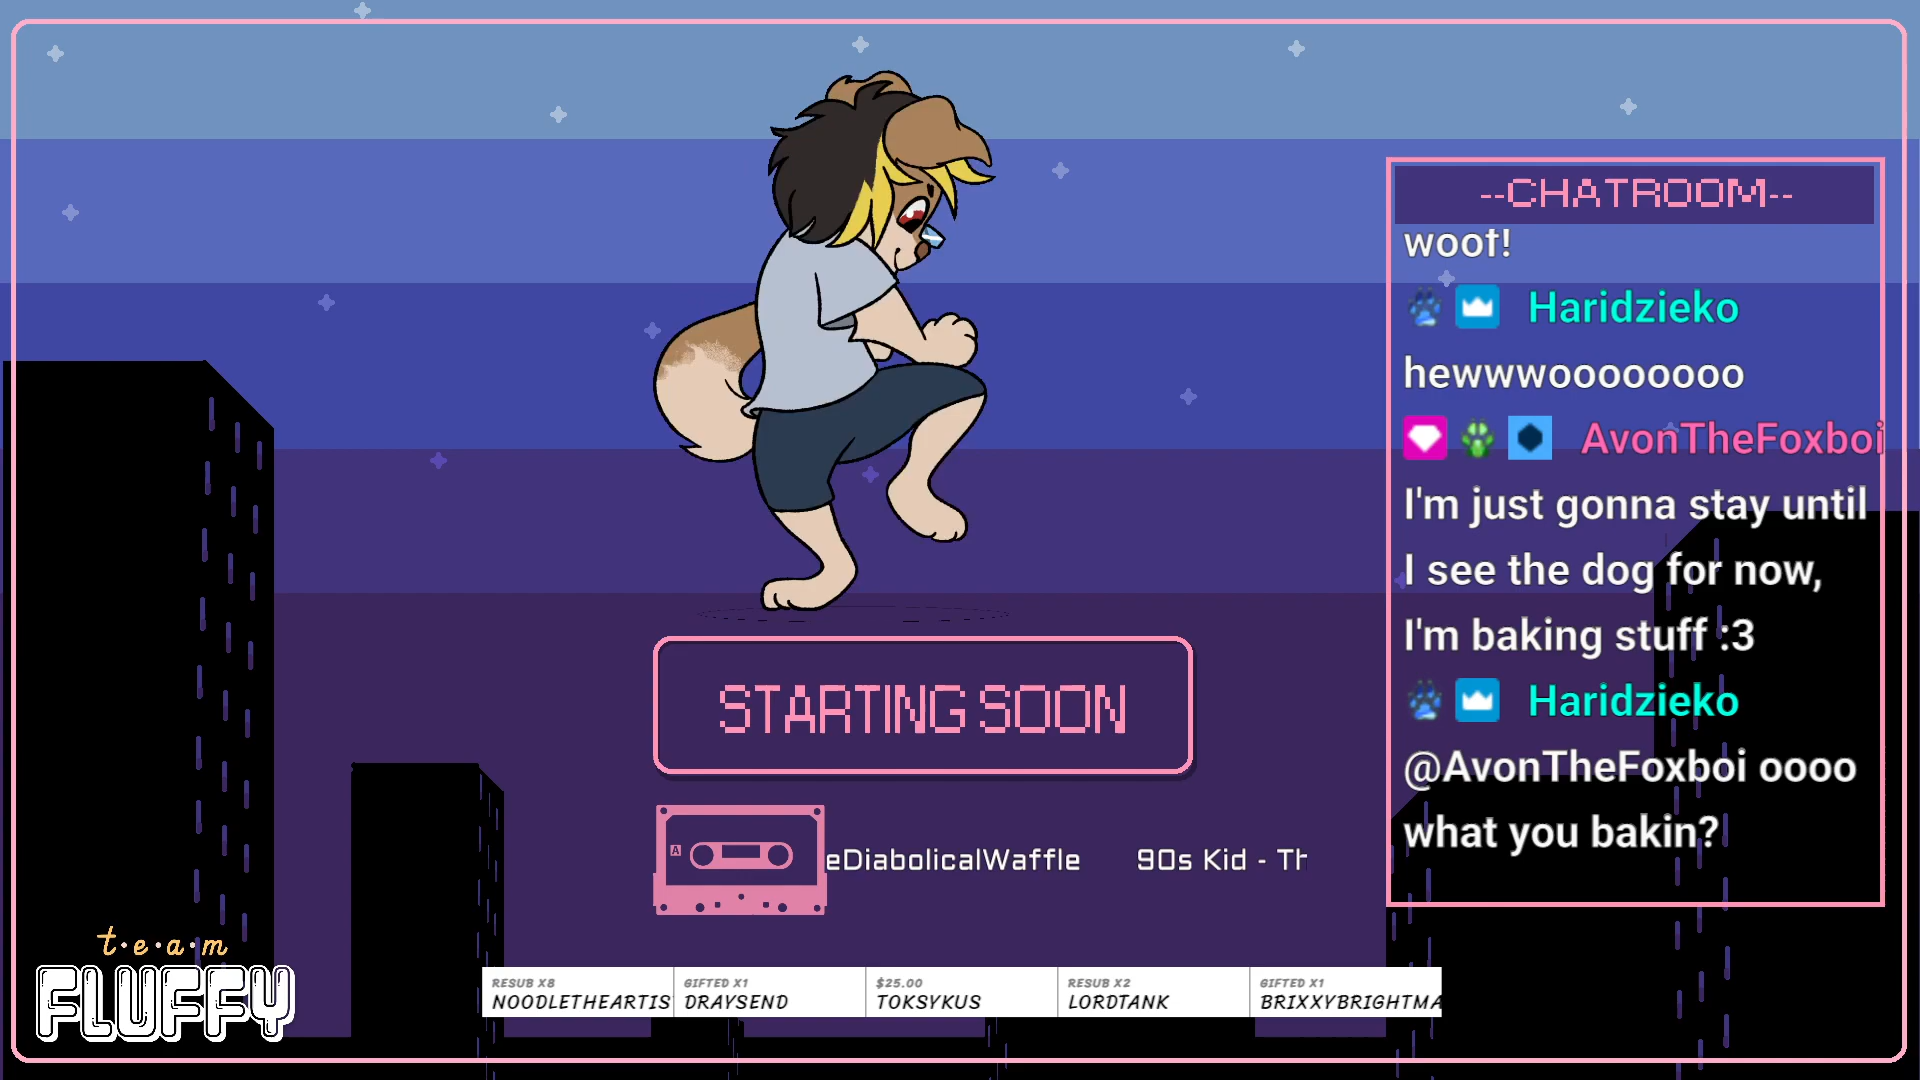 --CHATROOM--
woof!
Haridzieko
hewwwoooooooo
AvonTheFoxboi
I'm just gonna stay until
I see the dog for now,
I'm baking stuff :3
Haridzieko
@AvonTheFoxboi oooo
what you bakin?
STARTING SOON
A
eDiabolicalWaffle 90s Kid - Th
t.e.a.m
FLUFFY
RESUB X8
NOODLETHEARTIS
GIFTED X1
DRAYSEND
$25.00
TOKSYKUS
RESUB X2
LORDTANK
GIFTED X1
BRIXXYBRIGHTMA